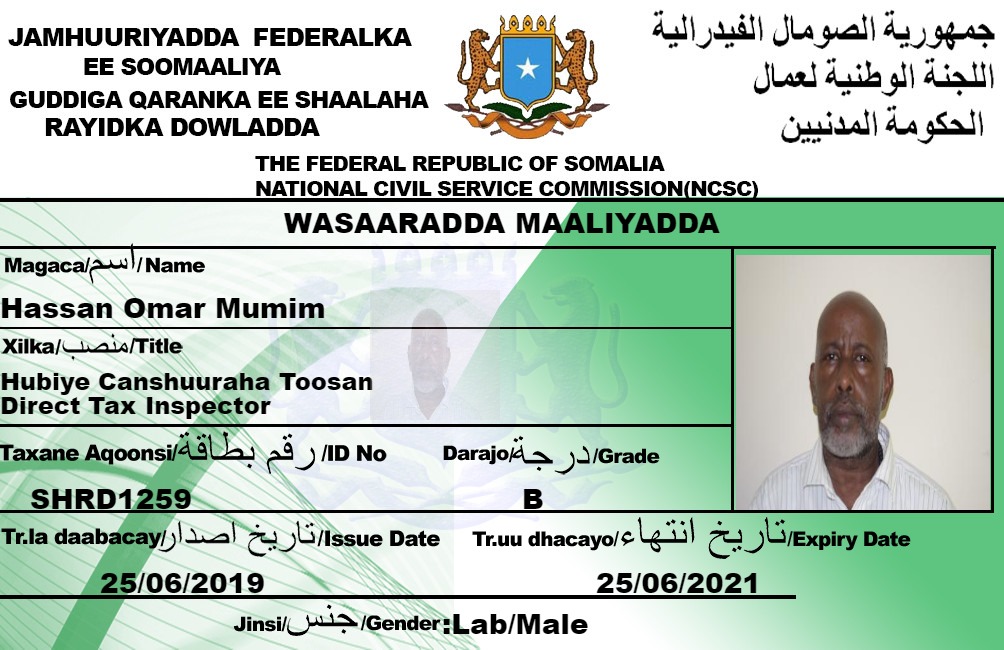 JAMHUURIYADDA FEDERALKA
EE SOOMAALIYA
GUDDIGA QARANKA EE SHAALAHA
RAYIDKA DOWLADDA
جمهورية الصومال الفيدرالية
اللجنة الوطنية لعمال
الحكومة المدنيين
THE FEDERAL REPUBLIC OF SOMALIA
NATIONAL CIVIL SERVICE COMMISSION(NCSC)
WASAARADDA MAALIYADDA
Magaca/اسم/Name
Hassan Omar Mumim
Xilka/منصب/Title
Hubiye Canshuuraha Toosan
Direct Tax Inspector
Taxane Aqoonsi/رقم بطاقة/ID No
SHRD1259
Darajo/درجة/Grade
B
Tr.la daabacay/تاريخ اصدار/Issue Date
25/06/2019
Tr.uu dhacayo/تاريخ انتهاء/Expiry Date
25/06/2021
Jinsi/جنس/Gender:Lab/Male